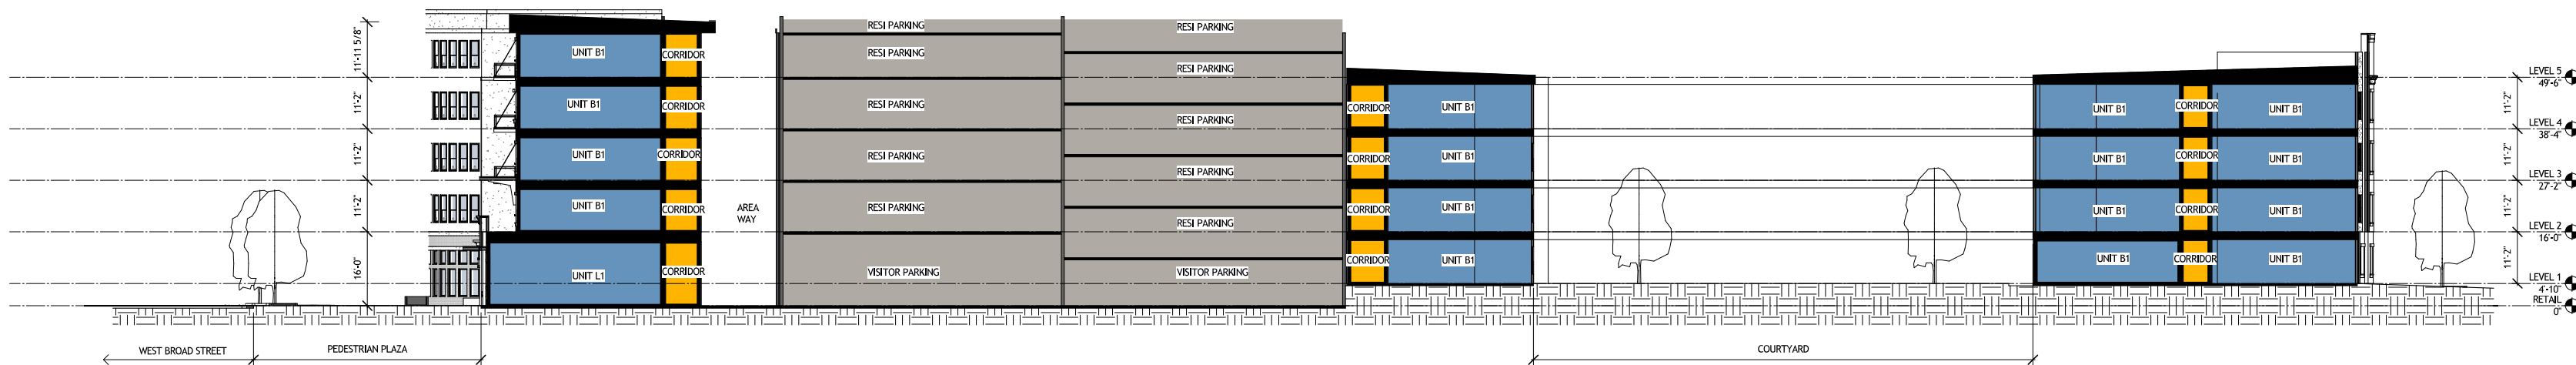 11'-11 5/8"
11'-2"
11'-2"
11'-2"
16'-0"
UNIT B1
CORRIDOR
UNIT B1
CORRIDOR
UNIT B1
CORRIDOR
UNIT B1
CORRIDOR
UNIT L1
CORRIDOR
AREA
WAY
RESI PARKING
RESI PARKING
RESI PARKING
RESI PARKING
RESI PARKING
VISITOR PARKING
RESI PARKING
RESI PARKING
RESI PARKING
RESI PARKING
RESI PARKING
VISITOR PARKING
CORRIDOR
UNIT B1
CORRIDOR
UNIT B1
CORRIDOR
UNIT B1
CORRIDOR
UNIT B1
UNIT B1
CORRIDOR
UNIT B1
UNIT B1
CORRIDOR
UNIT B1
UNIT B1
CORRIDOR
UNIT B1
UNIT B1
CORRIDOR
UNIT B1
11'-2"
11'-2"
11'-2"
11'-2"
LEVEL 5
49'-6"
LEVEL 4
38'-4"
LEVEL 3
27'-2"
LEVEL 2
16'-0"
LEVEL 1
4'-10"
RETAIL
0"
WEST BROAD STREET
PEDESTRIAN PLAZA
COURTYARD